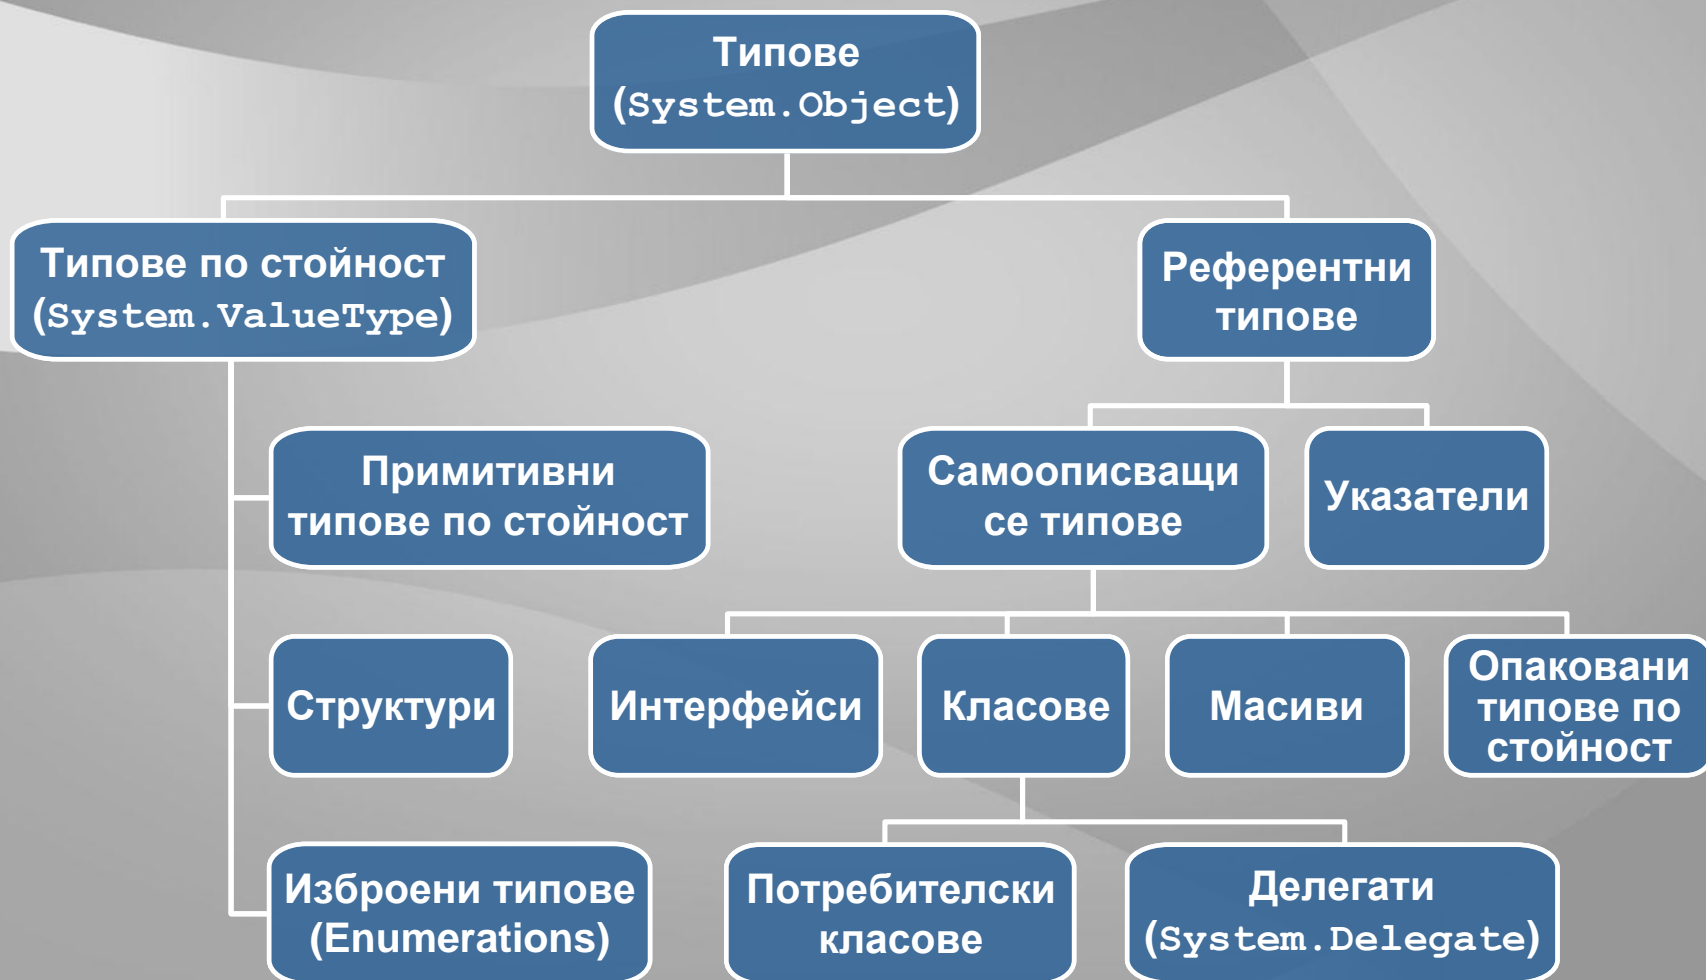 Типове
(System.Object)
Типове по стойност
(System.ValueType)
Референтни
типове
Примитивни
типове по стойност
Самоописващи
се типове
Указатели
Структури
Интерфейси
Класове
Масиви
Опаковани
типове по
стойност
Изброени типове
(Enumerations)
Потребителски
класове
Делегати
(System.Delegate)